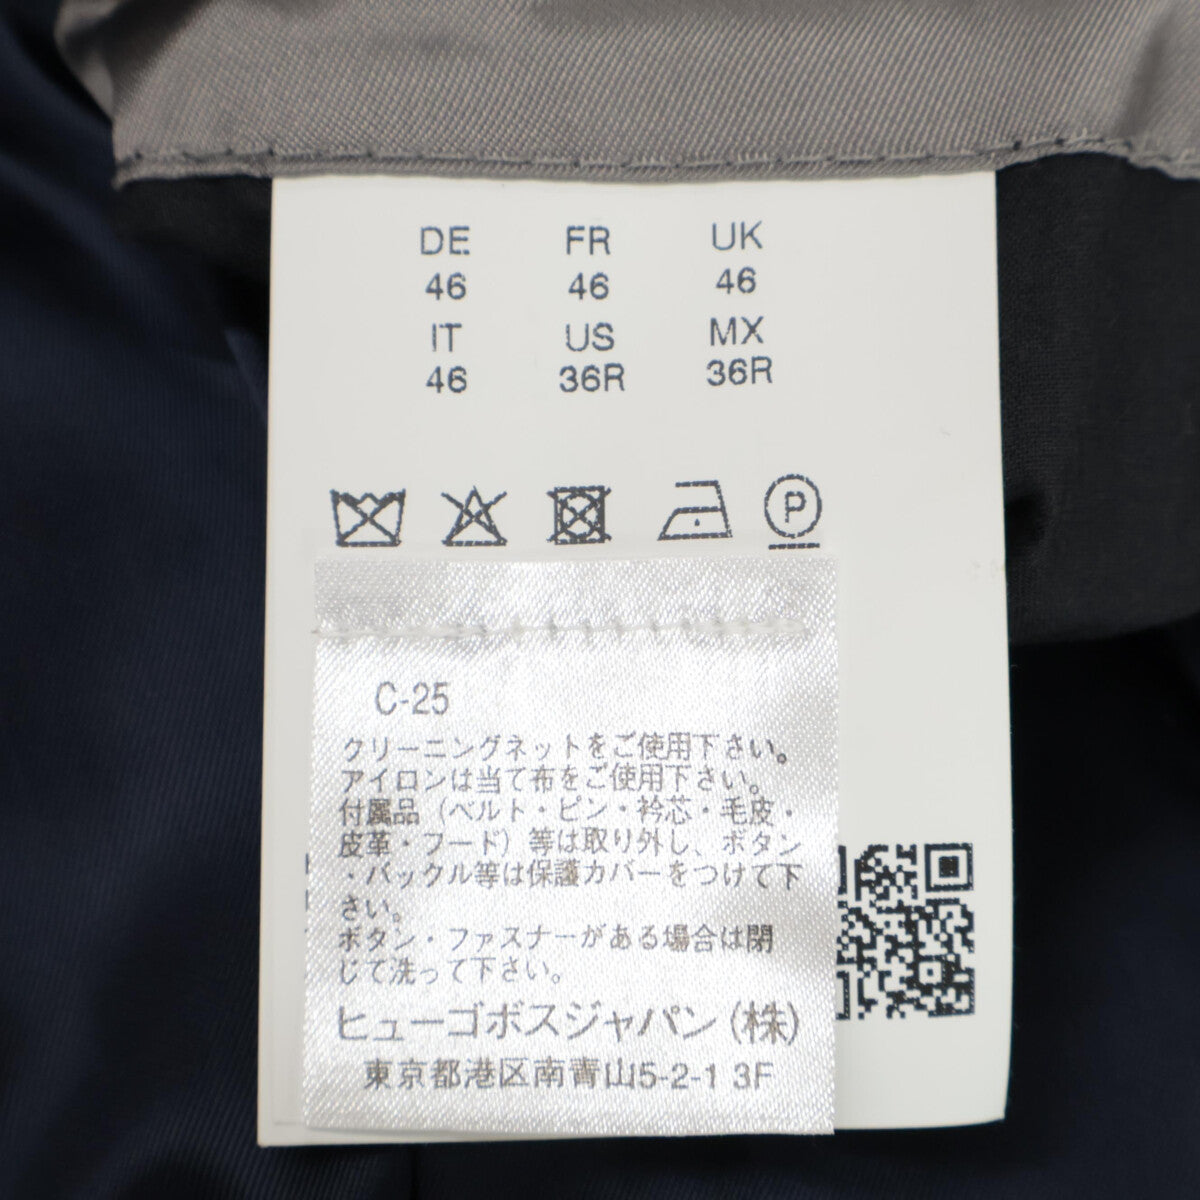 DE FR UK
46 46 46
IT US MX
46 36R 36R
P
C-25
クリーニングネットをご使用下さい。
アイロンは当て布をご使用下さい。
付属品（ベルト・ピン・衿芯・毛皮・
皮革・フード）等は取り外し、ボタン
・バックル等は保護カバーをつけて下
さい。
ボタン・ファスナーがある場合は閉
じて洗って下さい。
ヒューゴボスジャパン(株)
東京都港区南青山5-2-1 3F